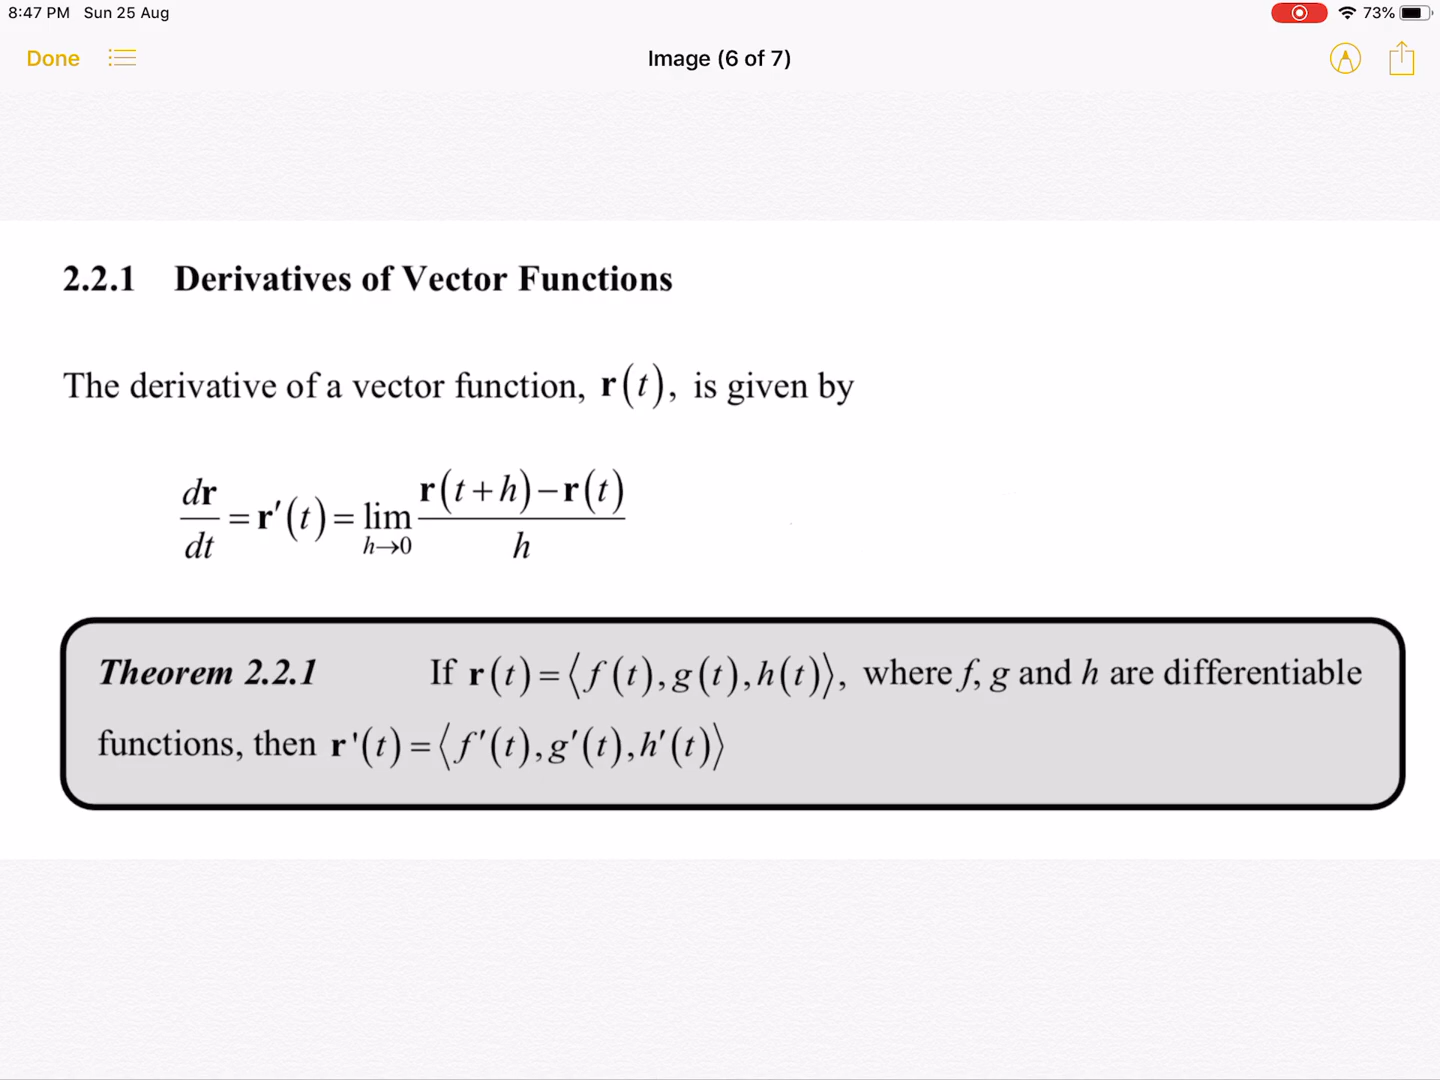 8:47 PM Sun 25 Aug 73%
Done Image (6 of 7)
2.2.1 Derivatives of Vector Functions
The derivative of a vector function, r(t), is given by
dr/dt = r′(t) = lim h→0 (r(t+h)−r(t))/h
Theorem 2.2.1 If r(t) = ⟨f(t), g(t), h(t)⟩, where f, g and h are differentiable
functions, then r'(t) = ⟨f′(t), g′(t), h′(t)⟩